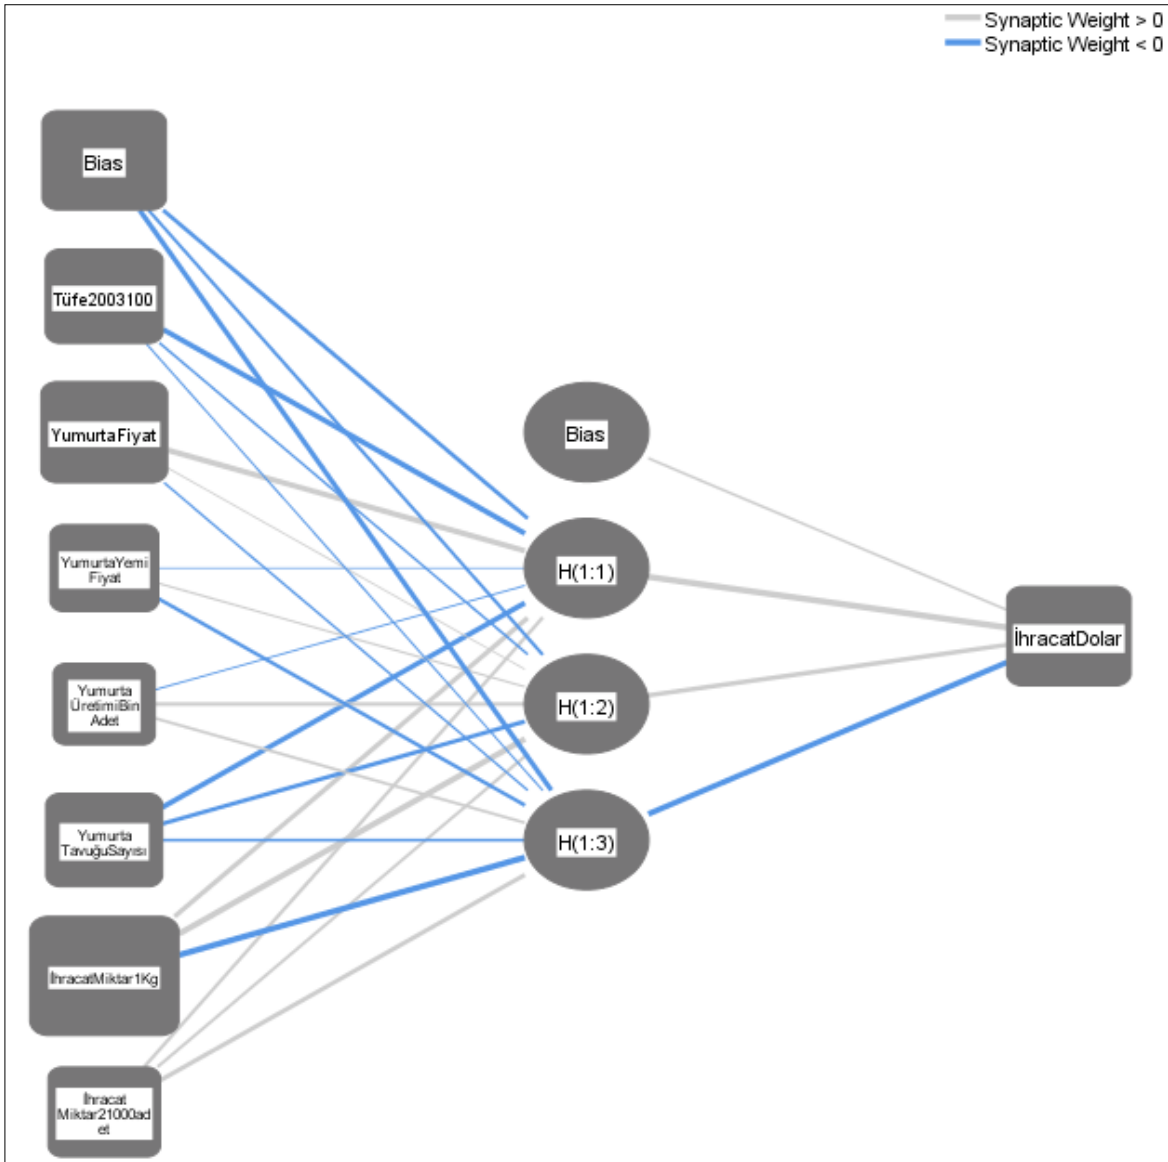 Synaptic Weight > 0
Synaptic Weight < 0
Bias
Tüfe2003100
YumurtaFiyat
YumurtaYemi
Fiyat
Yumurta
ÜretimiBin
Adet
Yumurta
TavuğuSayısı
İhracatMiktar1Kg
İhracat
Miktar21000ad
et
Bias
H(1:1)
H(1:2)
H(1:3)
İhracatDolar